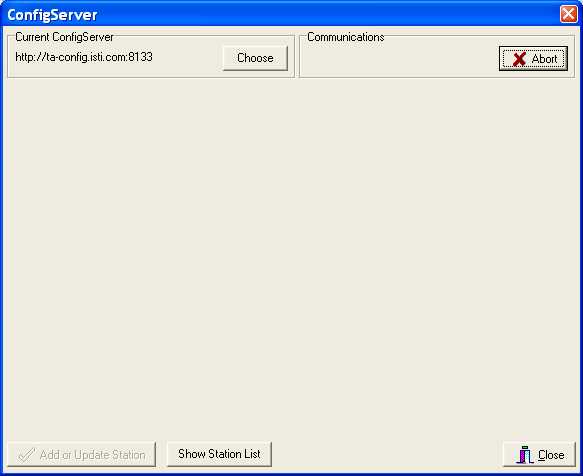 ConfigServer
Current ConfigServer
http://ta-config.isti.com:8133
Choose
Communications
Abort
Add or Update Station
Show Station List
Close